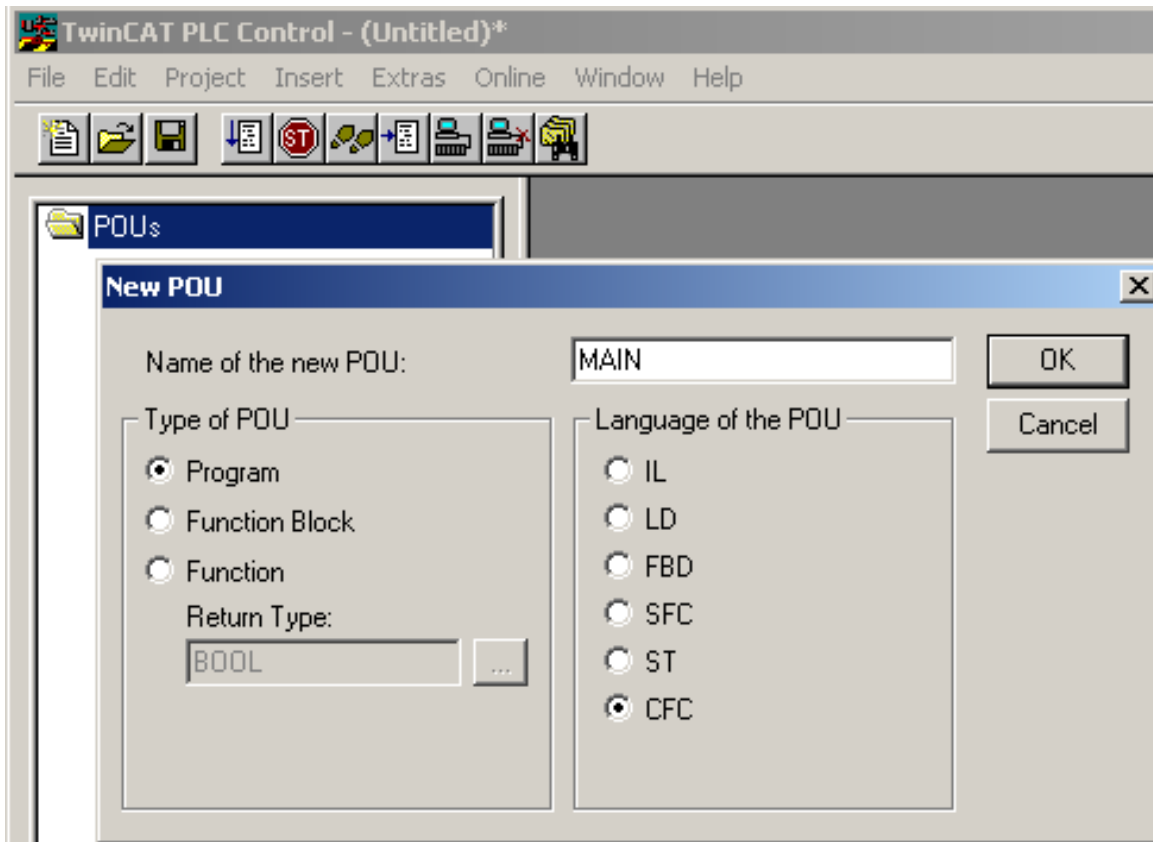 TwinCAT PLC Control - (Untitled)*
File Edit Project Insert Extras Online Window Help
ST
POUs
New POU
Name of the new POU: MAIN OK
Type of POU Language of the POU Cancel
Program IL
Function Block LD
Function FBD
Return Type: SFC
BOOL ... ST
CFC